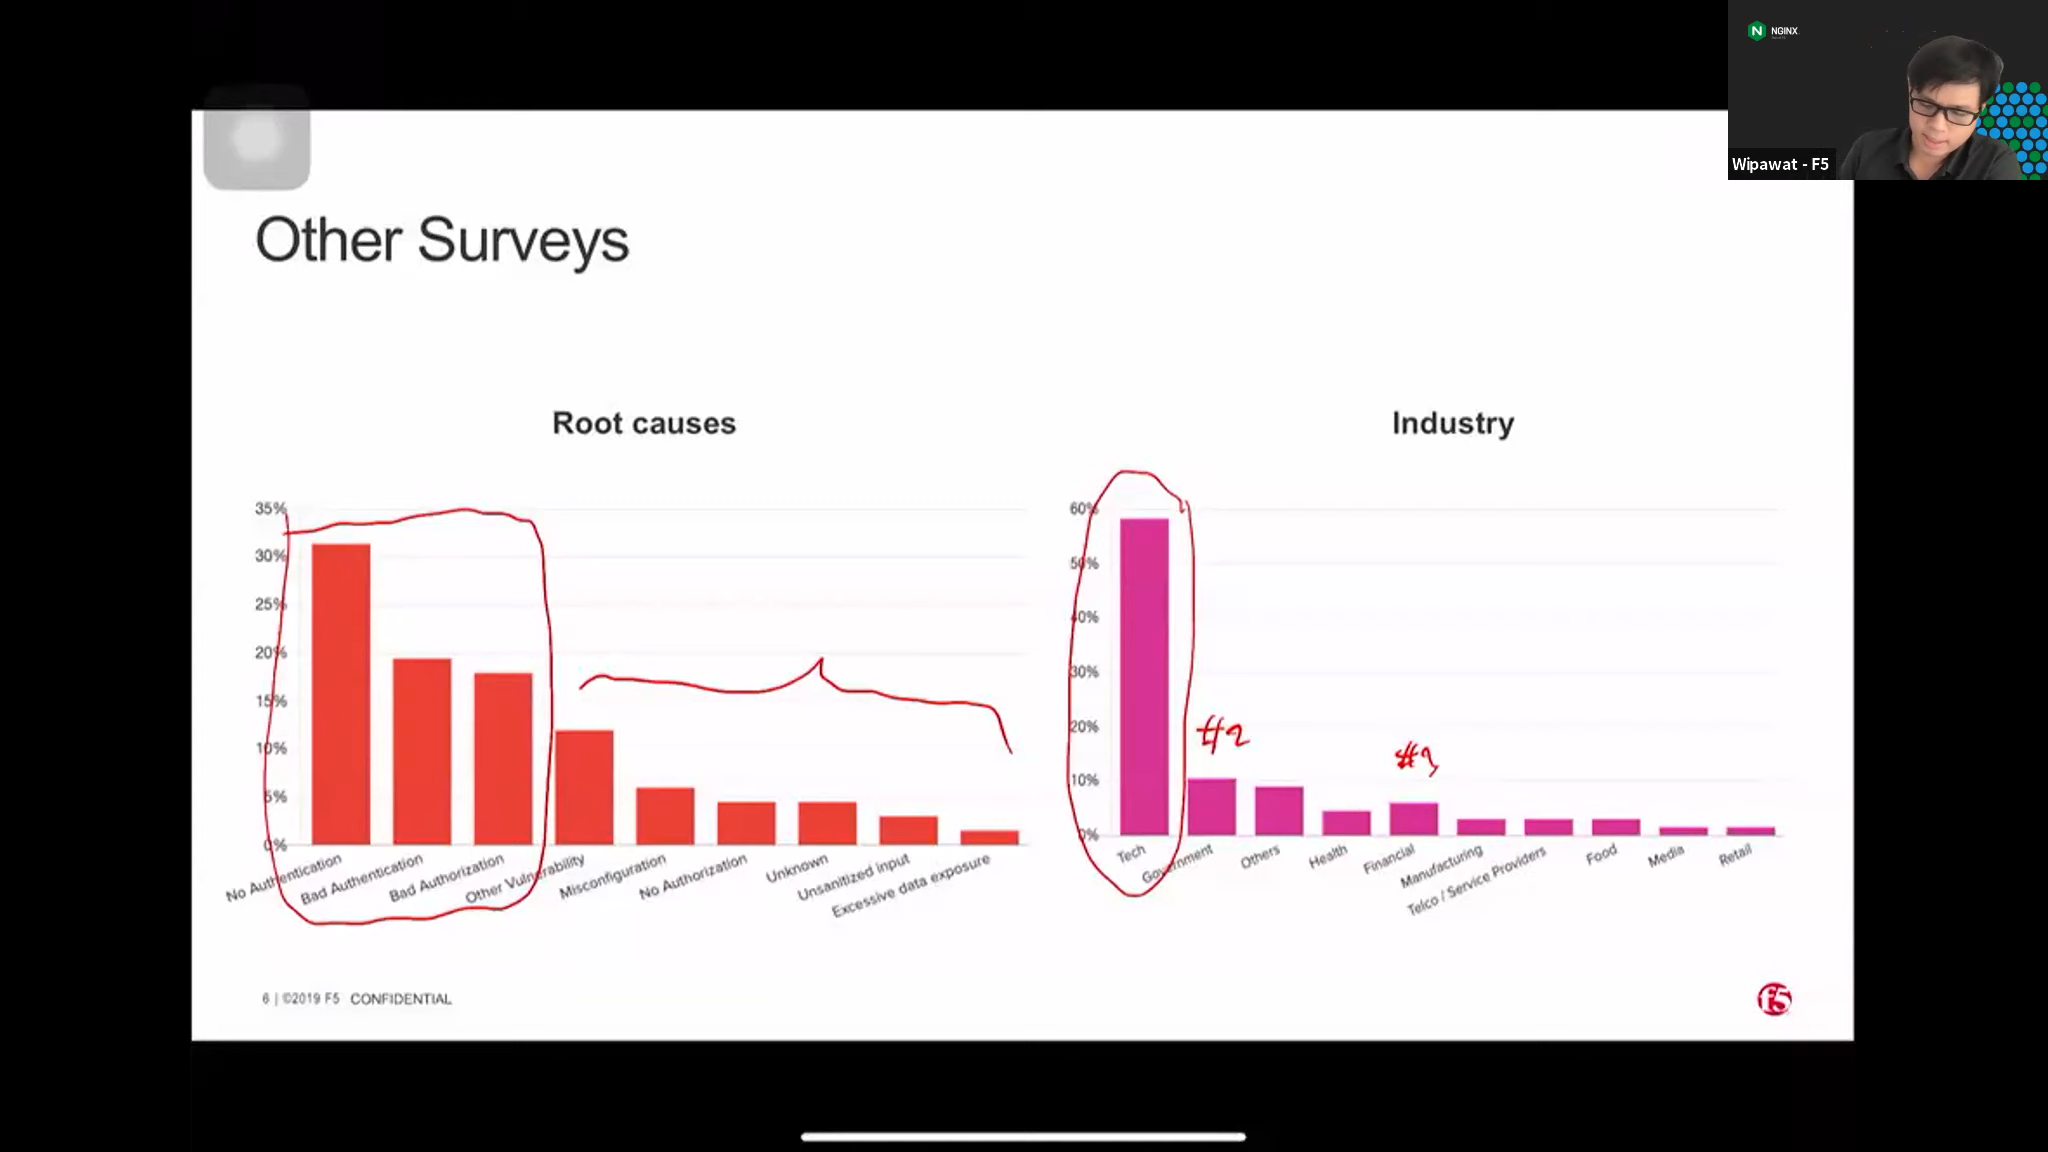 NGINX
Wipawat - F5
Other Surveys
Root causes
35%
30%
25%
20%
15%
10%
5%
0%
No Authentication
Bad Authentication
Bad Authorization
Other Vulnerability
Misconfiguration
No Authorization
Unknown
Unsanitized input
Excessive data exposure
Industry
60%
50%
40%
30%
20%
10%
0%
#2
#3
Tech
Government
Others
Health
Financial
Manufacturing
Telco / Service Providers
Food
Media
Retail
6 | ©2019 F5 CONFIDENTIAL
f5